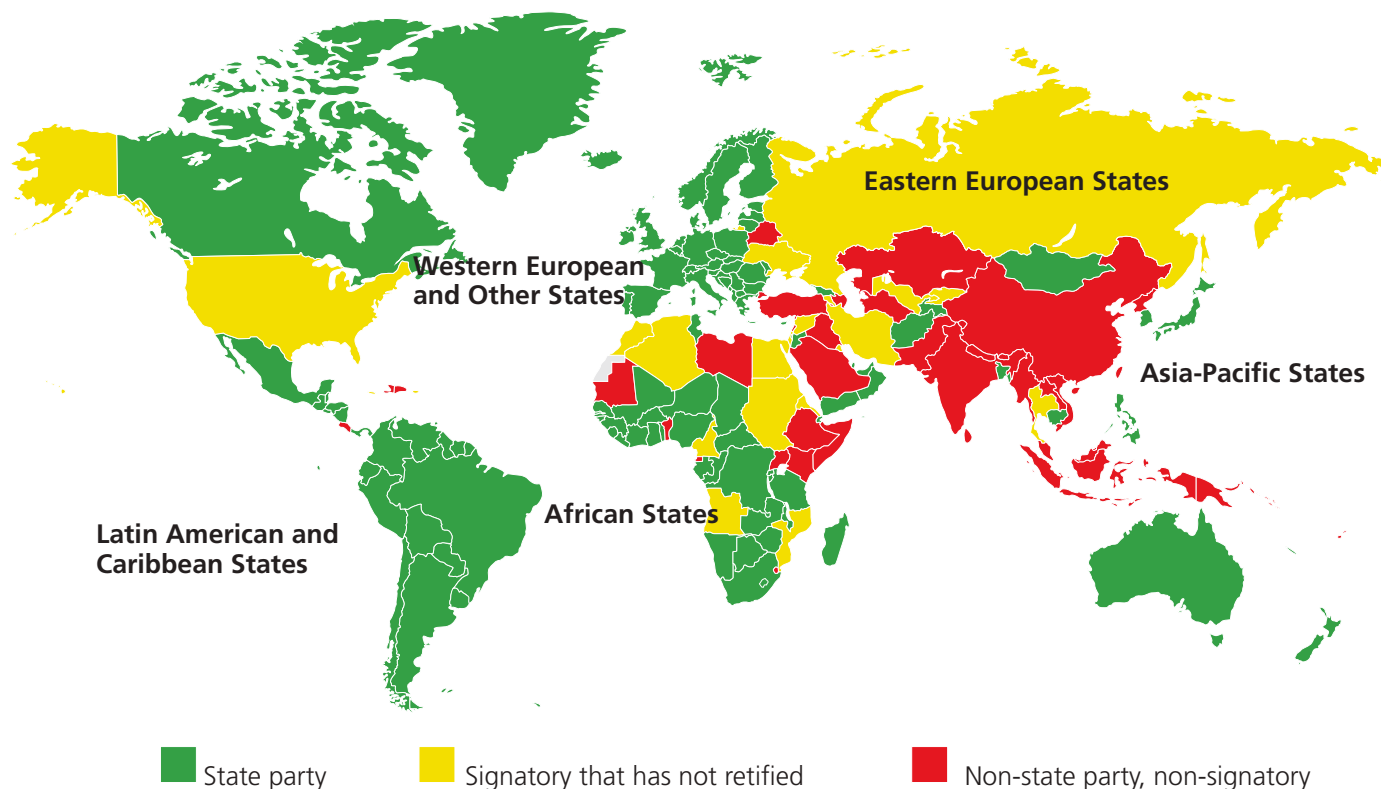 Eastern European States
Western European
and Other States
Asia-Pacific States
African States
Latin American and
Caribbean States
State party
Signatory that has not retified
Non-state party, non-signatory